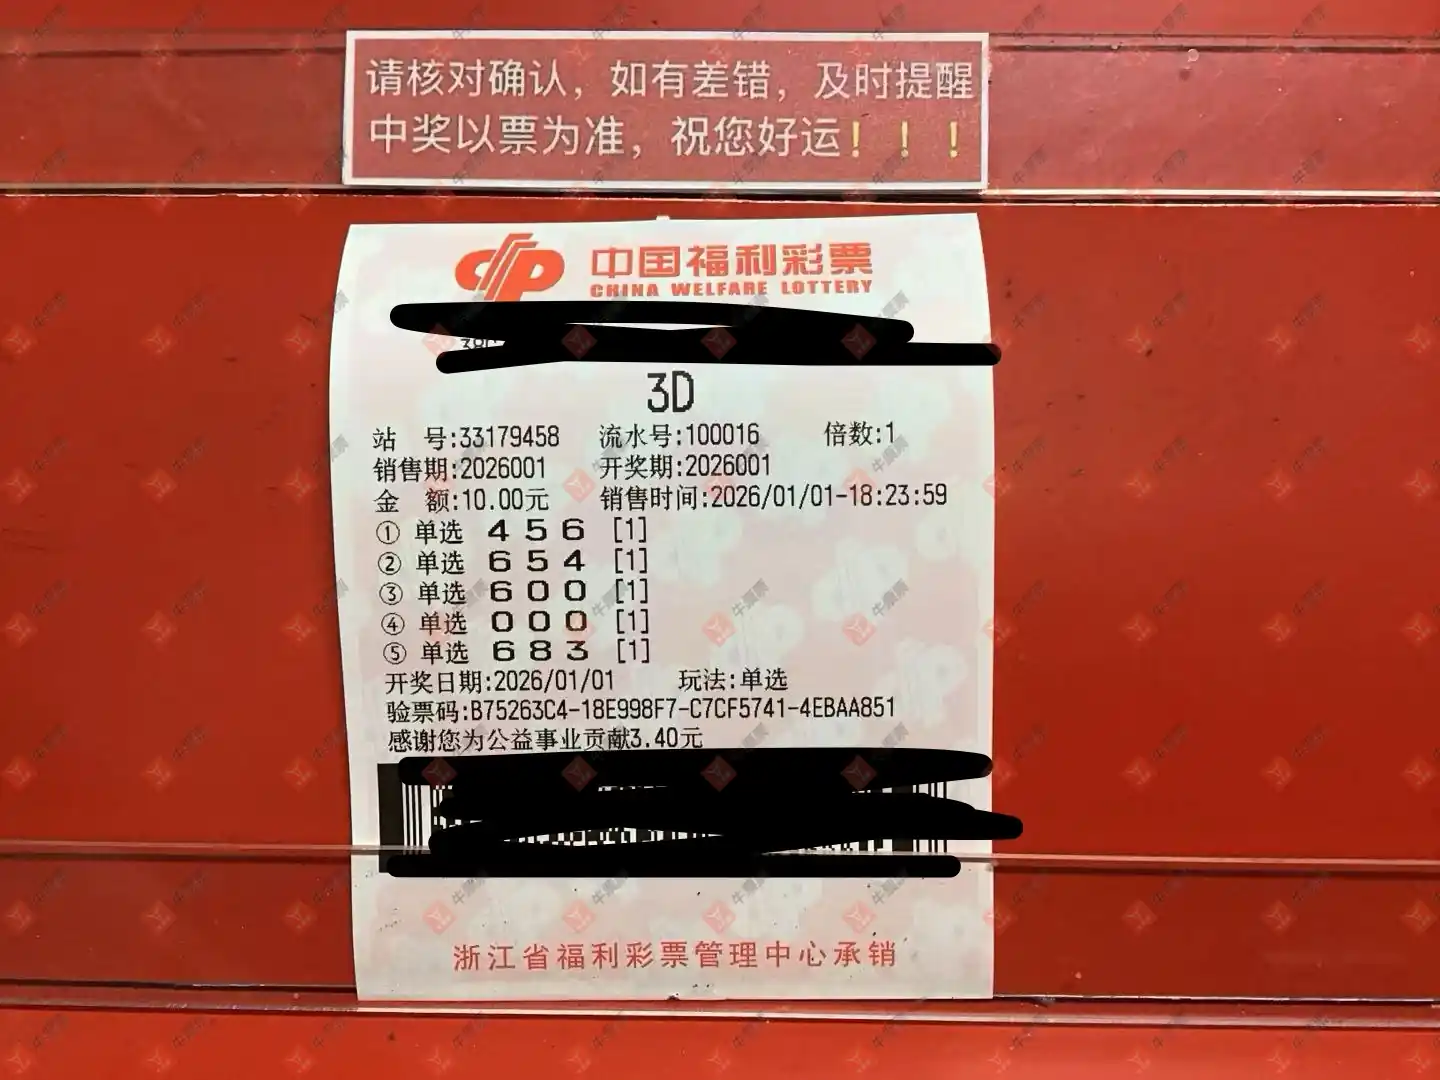 请核对确认，如有差错，及时提醒
中奖以票为准，祝您好运！！！
中国福利彩票
CHINA WELFARE LOTTERY
3D
站 号:33179458 流水号:100016 倍数:1
销售期:2026001 开奖期:2026001
金 额:10.00元 销售时间:2026/01/01-18:23:59
① 单选 4 5 6 [1]
② 单选 6 5 4 [1]
③ 单选 6 0 0 [1]
④ 单选 0 0 0 [1]
⑤ 单选 6 8 3 [1]
开奖日期:2026/01/01 玩法:单选
验票码:B75263C4-18E998F7-C7CF5741-4EBAA851
感谢您为公益事业贡献3.40元
浙江省福利彩票管理中心承销